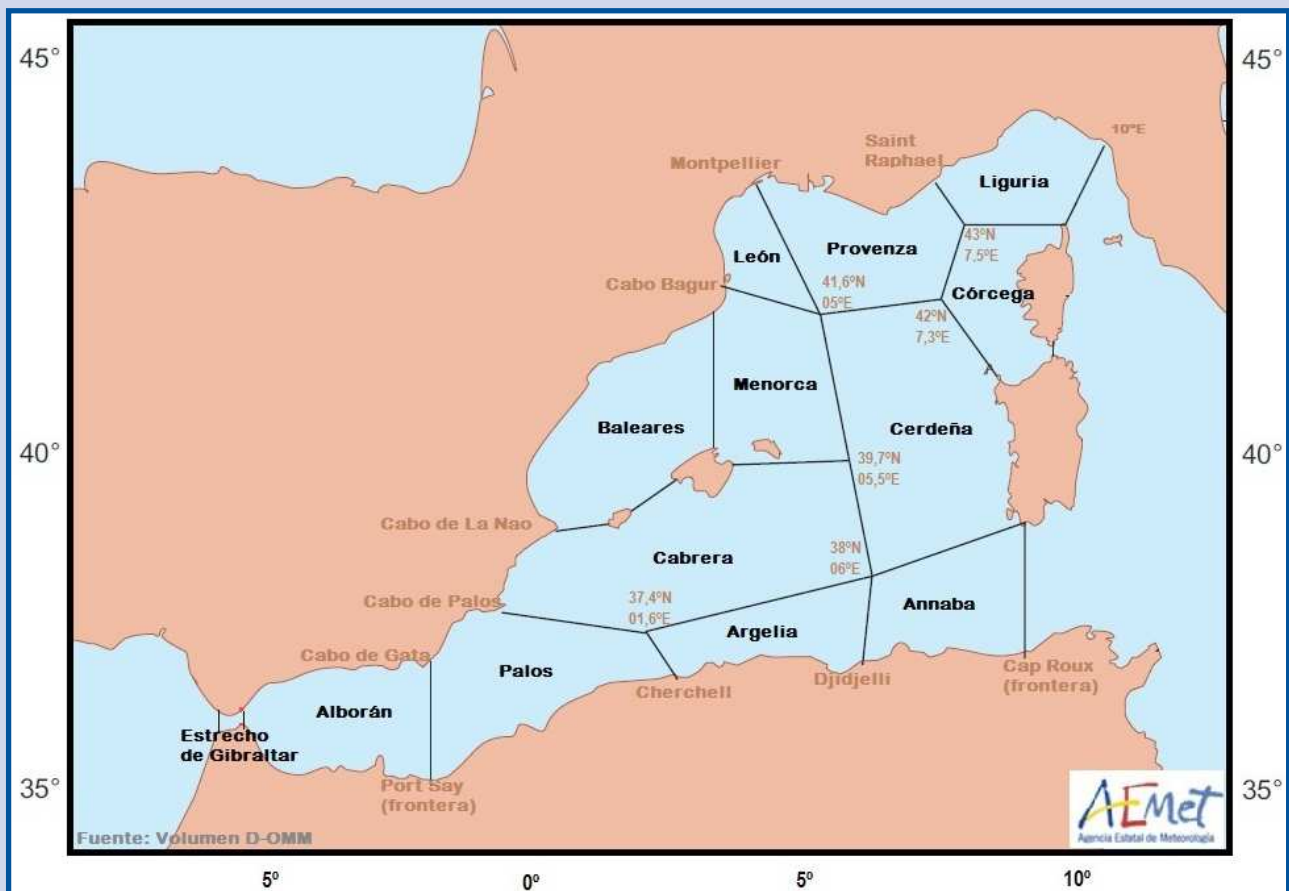 45°
45°
10ºE
Saint
Raphael
Montpellier
Liguria
León
Provenza
43ºN
7.5ºE
Cabo Bagur
41,6ºN
05ºE
Córcega
42ºN
7,3ºE
Menorca
Baleares
Cerdeña
40°
40°
39,7ºN
05,5ºE
Cabo de La Nao
Cabrera
38ºN
06ºE
Cabo de Palos
37,4ºN
01,6ºE
Annaba
Argelia
Cabo de Gata
Palos
Cherchell
Djidjelli
Cap Roux
(frontera)
Alborán
Estrecho
de Gibraltar
Port Say
(frontera)
35°
35°
AEMet
Agencia Estatal de Meteorología
Fuente: Volumen D-OMM
5º
0º
5º
10º